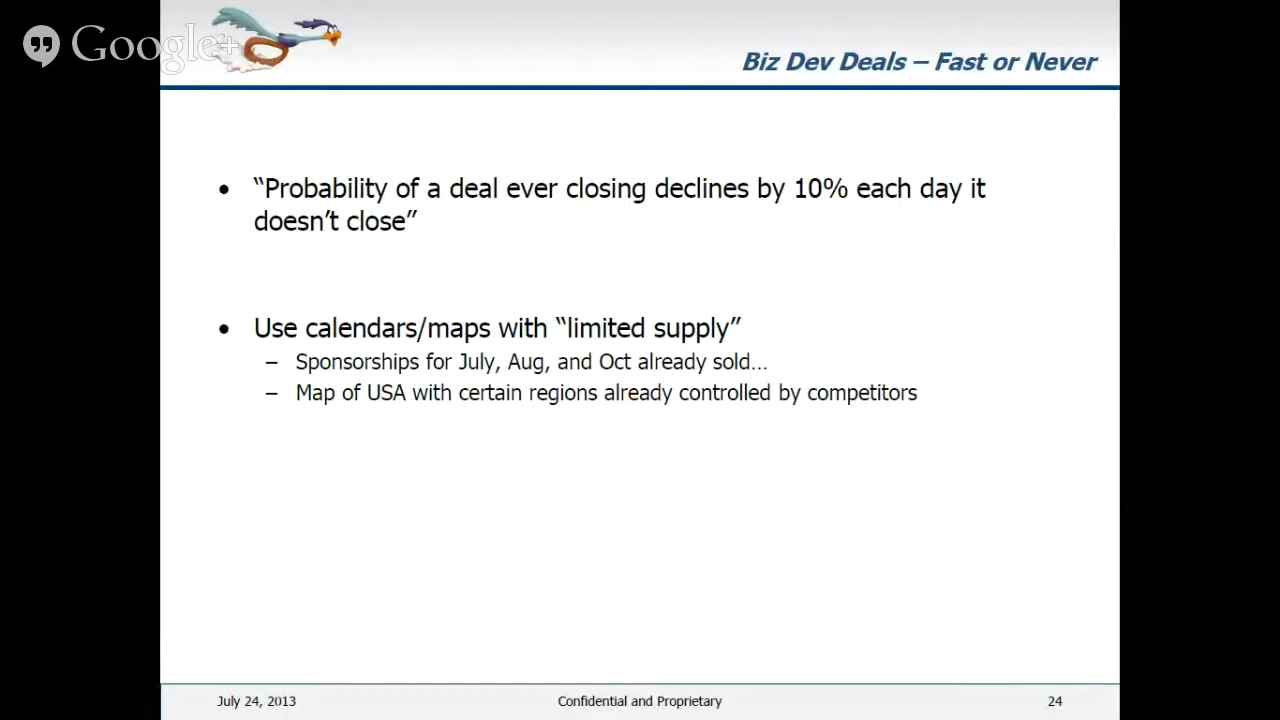 Google+
Biz Dev Deals – Fast or Never
• “Probability of a deal ever closing declines by 10% each day it
doesn’t close”
• Use calendars/maps with “limited supply”
– Sponsorships for July, Aug, and Oct already sold…
– Map of USA with certain regions already controlled by competitors
July 24, 2013
Confidential and Proprietary
24